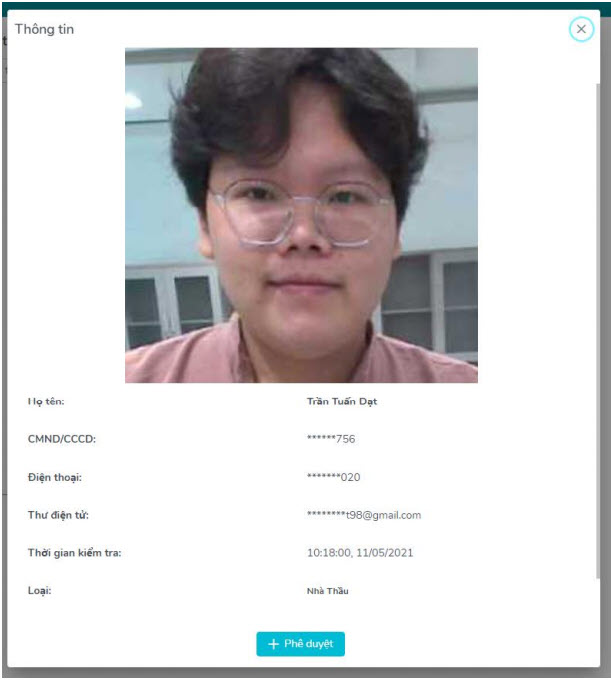 Thông tin
Họ tên: Trần Tuấn Đạt
CMND/CCCD: ******756
Điện thoại: *******020
Thư điện tử: ********t98@gmail.com
Thời gian kiểm tra: 10:18:00, 11/05/2021
Loại: Nhà Thầu
+ Phê duyệt